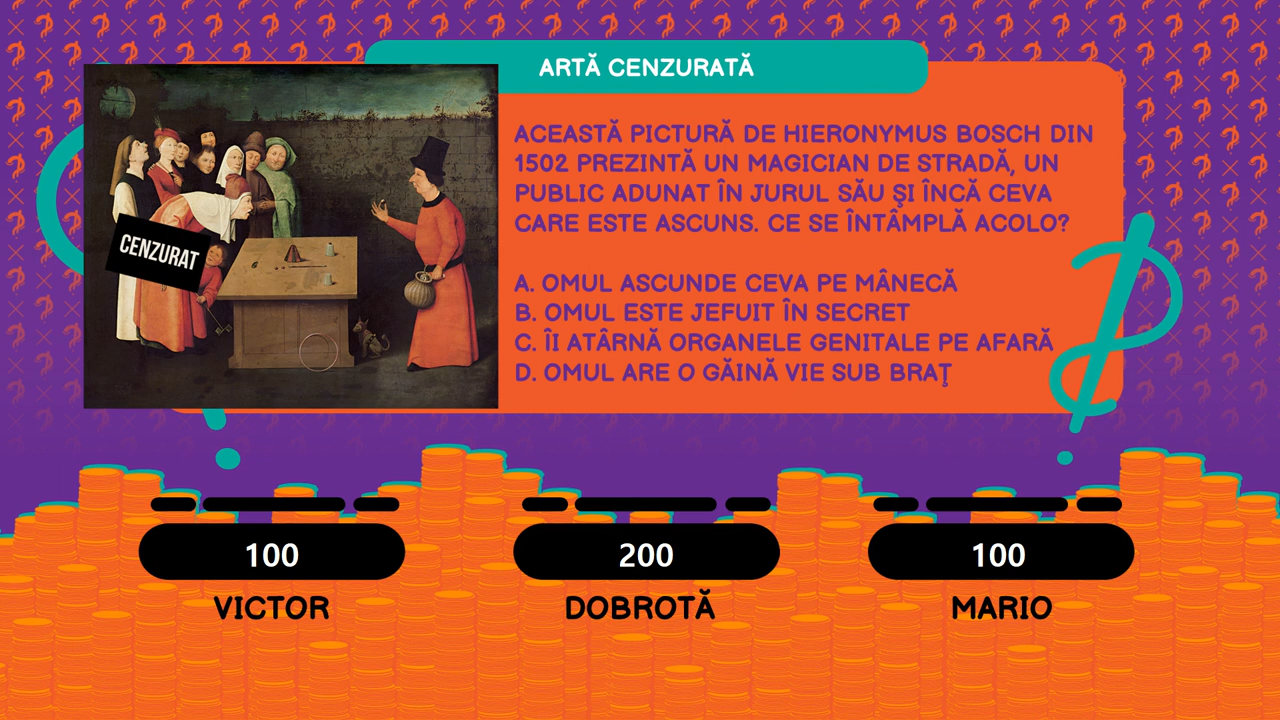 ARTĂ CENZURATĂ
ACEASTĂ PICTURĂ DE HIERONYMUS BOSCH DIN
1502 PREZINTĂ UN MAGICIAN DE STRADĂ, UN
PUBLIC ADUNAT ÎN JURUL SĂU ŞI ÎNCĂ CEVA
CARE ESTE ASCUNS. CE SE ÎNTÂMPLĂ ACOLO?
CENZURAT
A. OMUL ASCUNDE CEVA PE MÂNECĂ
B. OMUL ESTE JEFUIT ÎN SECRET
C. ÎI ATÂRNĂ ORGANELE GENITALE PE AFARĂ
D. OMUL ARE O GĂINĂ VIE SUB BRAŢ
100
200
100
VICTOR
DOBROTĂ
MARIO